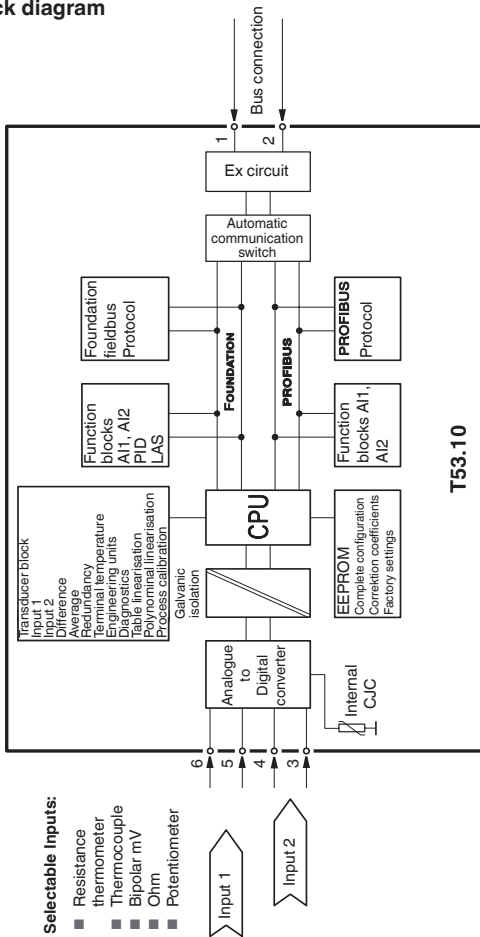 ck diagram
Selectable Inputs:
Resistance
thermometer
Thermocouple
Bipolar mV
Ohm
Potentiometer
Input 1
Input 2
6
5
4
3
Analogue
to
Digital
converter
Internal
CJC
Galvanic
isolation
Transducer block
Input 1
Input 2
Difference
Average
Redundancy
Terminal temperature
Engineering units
Diagnostics
Table linearisation
Polynominal linearisation
Process calibration
CPU
EEPROM
Complete configuration
Correktion coefficients
Factory settings
Function
blocks
AI1, AI2
PID
LAS
Foundation
fieldbus
Protocol
FOUNDATION
PROFIBUS
Function
blocks AI1,
AI2
PROFIBUS
Protocol
Automatic
communication
switch
Ex circuit
1
2
Bus connection
T53.10